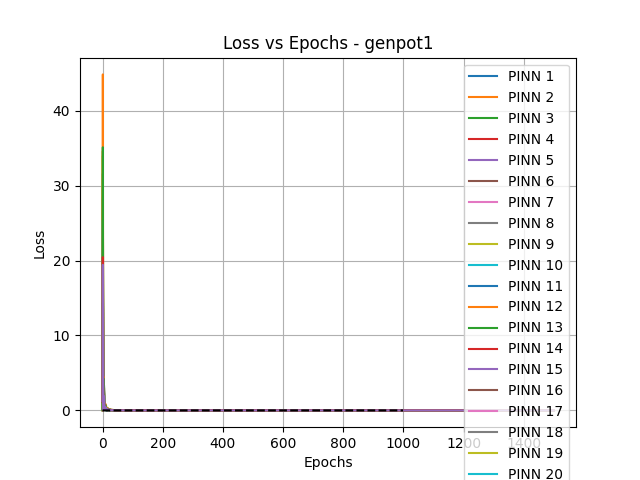 Loss vs Epochs - genpot1
Loss
40
30
20
10
0
0 200 400 600 800 1000 1200 1400
Epochs
PINN 1
PINN 2
PINN 3
PINN 4
PINN 5
PINN 6
PINN 7
PINN 8
PINN 9
PINN 10
PINN 11
PINN 12
PINN 13
PINN 14
PINN 15
PINN 16
PINN 17
PINN 18
PINN 19
PINN 20